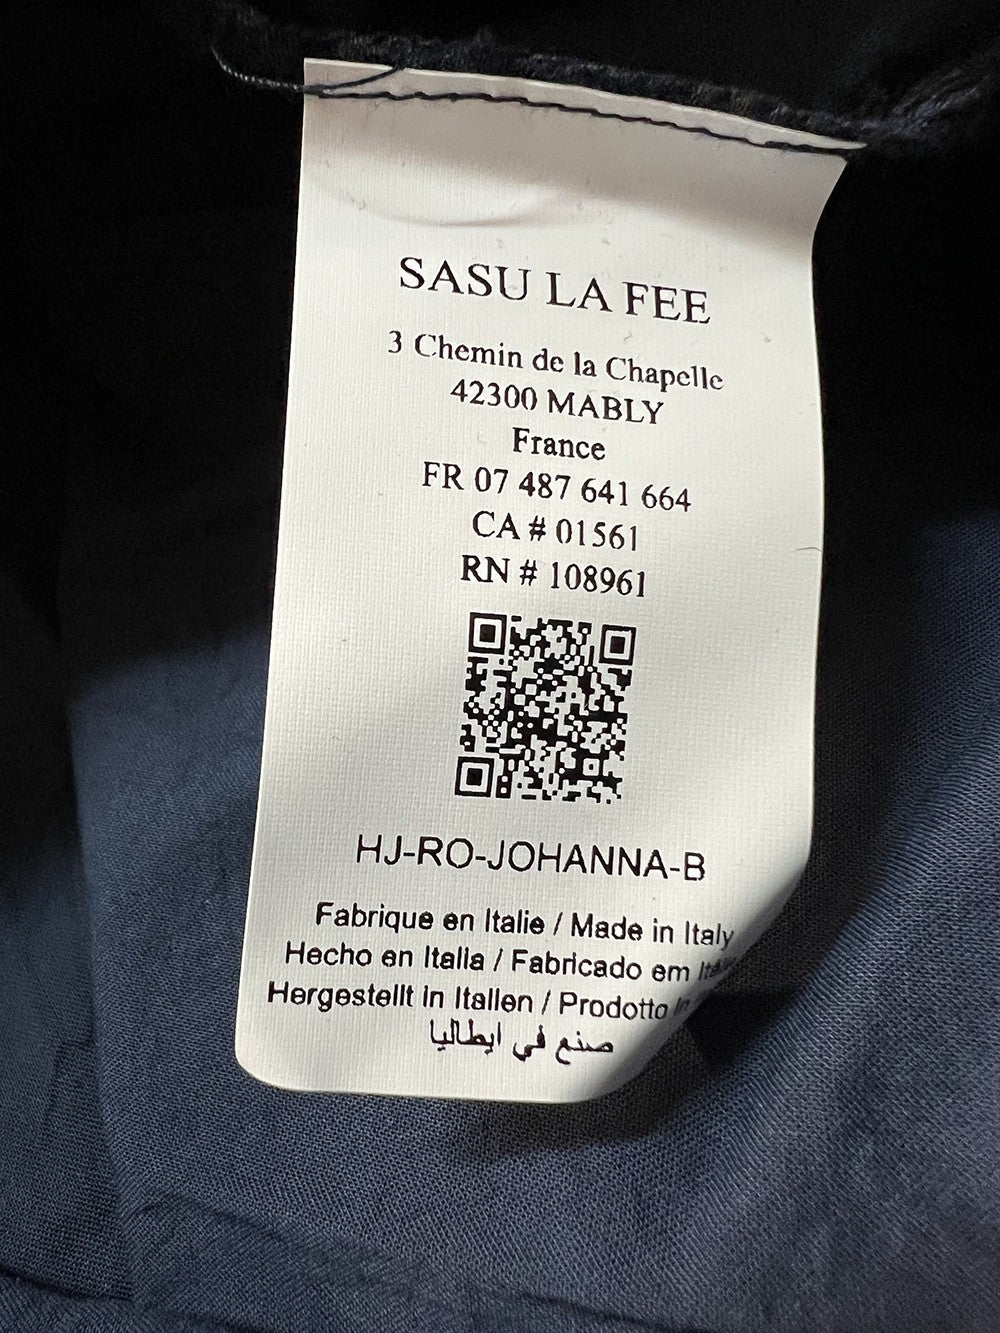 SASU LA FEE
3 Chemin de la Chapelle
42300 MABLY
France
FR 07 487 641 664
CA # 01561
RN # 108961
HJ-RO-JOHANNA-B
Fabrique en Italie / Made in Italy
Hecho en Italia / Fabricado em
Hergestellt in Italien / Prodotto
صنع في ايطاليا